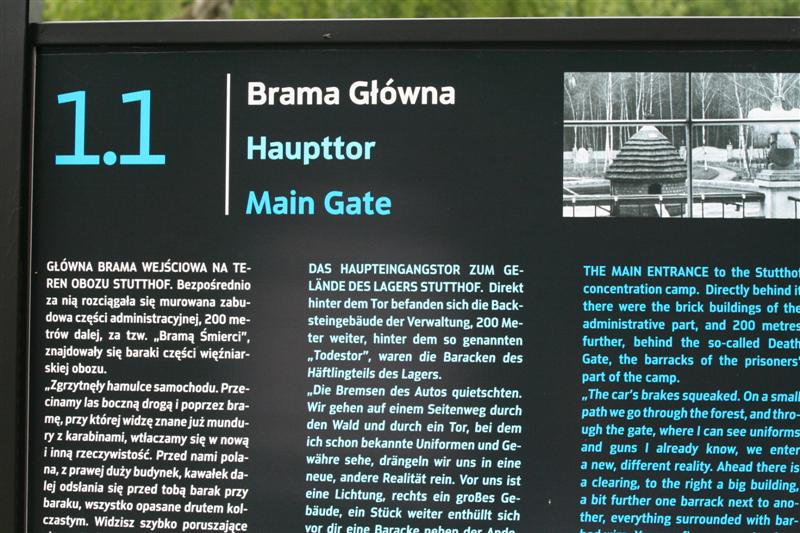 1.1
Brama Główna
Haupttor
Main Gate
GŁÓWNA BRAMA WEJŚCIOWA NA TE-
REN OBOZU STUTTHOF. Bezpośrednio
za nią rozciągała się murowana zabu-
dowa części administracyjnej, 200 me-
trów dalej, za tzw. „Bramą Śmierci”,
znajdowały się baraki części więźniar-
skiej obozu.
„Zgrzytnęły hamulce samochodu. Prze-
cinamy las boczną drogą i poprzez bra-
mę, przy której widzę znane już mundu-
ry z karabinami, wtłaczamy się w nową
i inną rzeczywistość. Przed nami pola-
na, z prawej duży budynek, kawałek da-
lej odsłania się przed tobą barak przy
baraku, wszystko opasane drutem kol-
czastym. Widzisz szybko poruszające
DAS HAUPTEINGANGSTOR ZUM GE-
LÄNDE DES LAGERS STUTTHOF. Direkt
hinter dem Tor befanden sich die Back-
steingebäude der Verwaltung, 200 Me-
ter weiter, hinter dem so genannten
„Todestor”, waren die Baracken des
Häftlingteils des Lagers.
„Die Bremsen des Autos quietschten.
Wir gehen auf einem Seitenweg durch
den Wald und durch ein Tor, bei dem
ich schon bekannte Uniformen und Ge-
währe sehe, drängeln wir uns in eine
neue, andere Realität rein. Vor uns ist
eine Lichtung, rechts ein großes Ge-
bäude, ein Stück weiter enthüllt sich
vor dir eine Baracke neben der Ande-
THE MAIN ENTRANCE to the Stutthof
concentration camp. Directly behind it
there were the brick buildings of the
administrative part, and 200 metres
further, behind the so-called Death
Gate, the barracks of the prisoners'
part of the camp.
„The car's brakes squeaked. On a small
path we go through the forest, and thro-
ugh the gate, where I can see uniforms
and guns I already know, we enter
a new, different reality. Ahead there is
a clearing, to the right a big building,
a bit further one barrack next to ano-
ther, everything surrounded with bar-